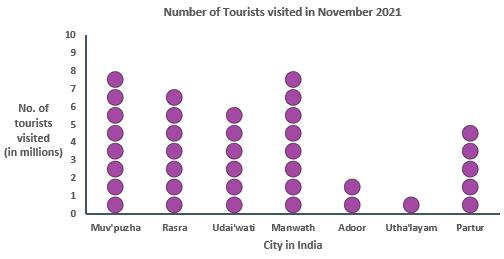 Number of Tourists visited in November 2021
10
9
8
7
6
5
4
3
2
1
0
No. of
tourists
visited
(in millions)
Muv'puzha Rasra Udai'wati Manwath Adoor Utha'layam Partur
City in India